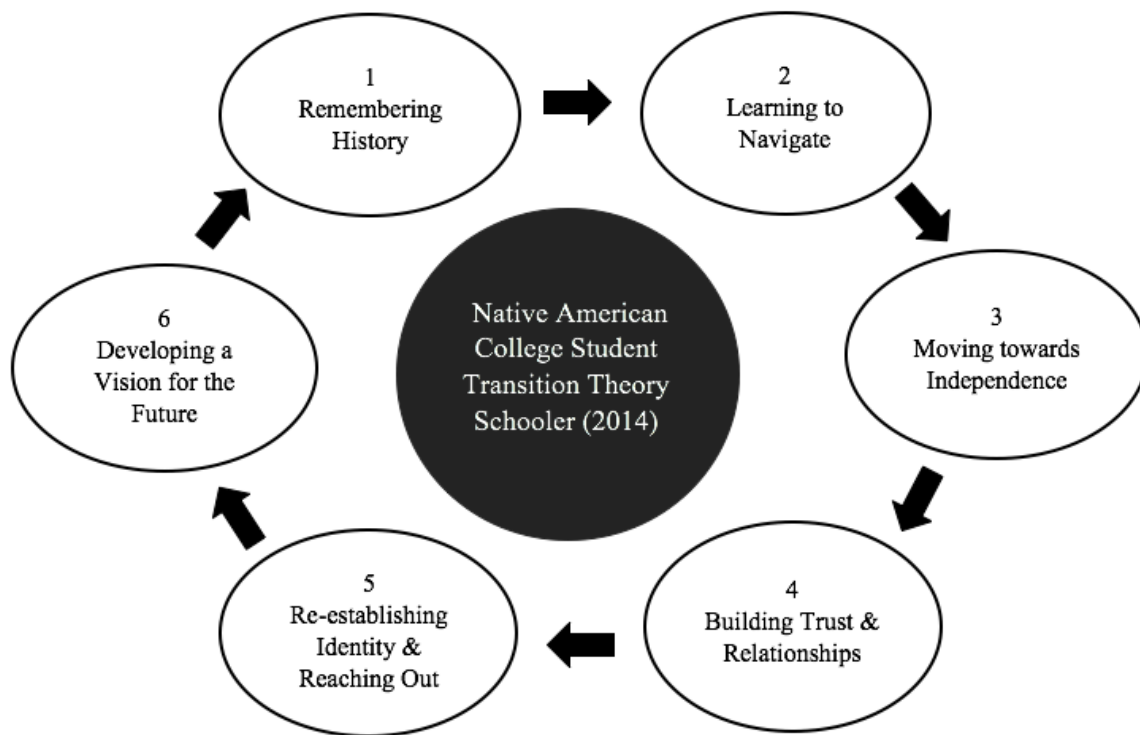 1
Remembering
History
2
Learning to
Navigate
3
Moving towards
Independence
4
Building Trust &
Relationships
5
Re-establishing
Identity &
Reaching Out
6
Developing a
Vision for the
Future
Native American
College Student
Transition Theory
Schooler (2014)